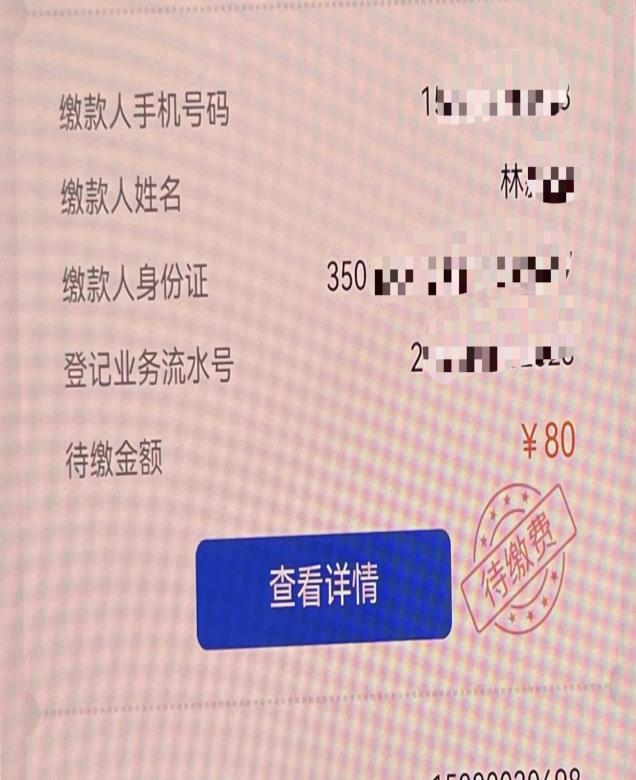 缴款人手机号码
缴款人姓名 林
缴款人身份证 350
登记业务流水号 2
待缴金额 ¥80
待缴费
查看详情